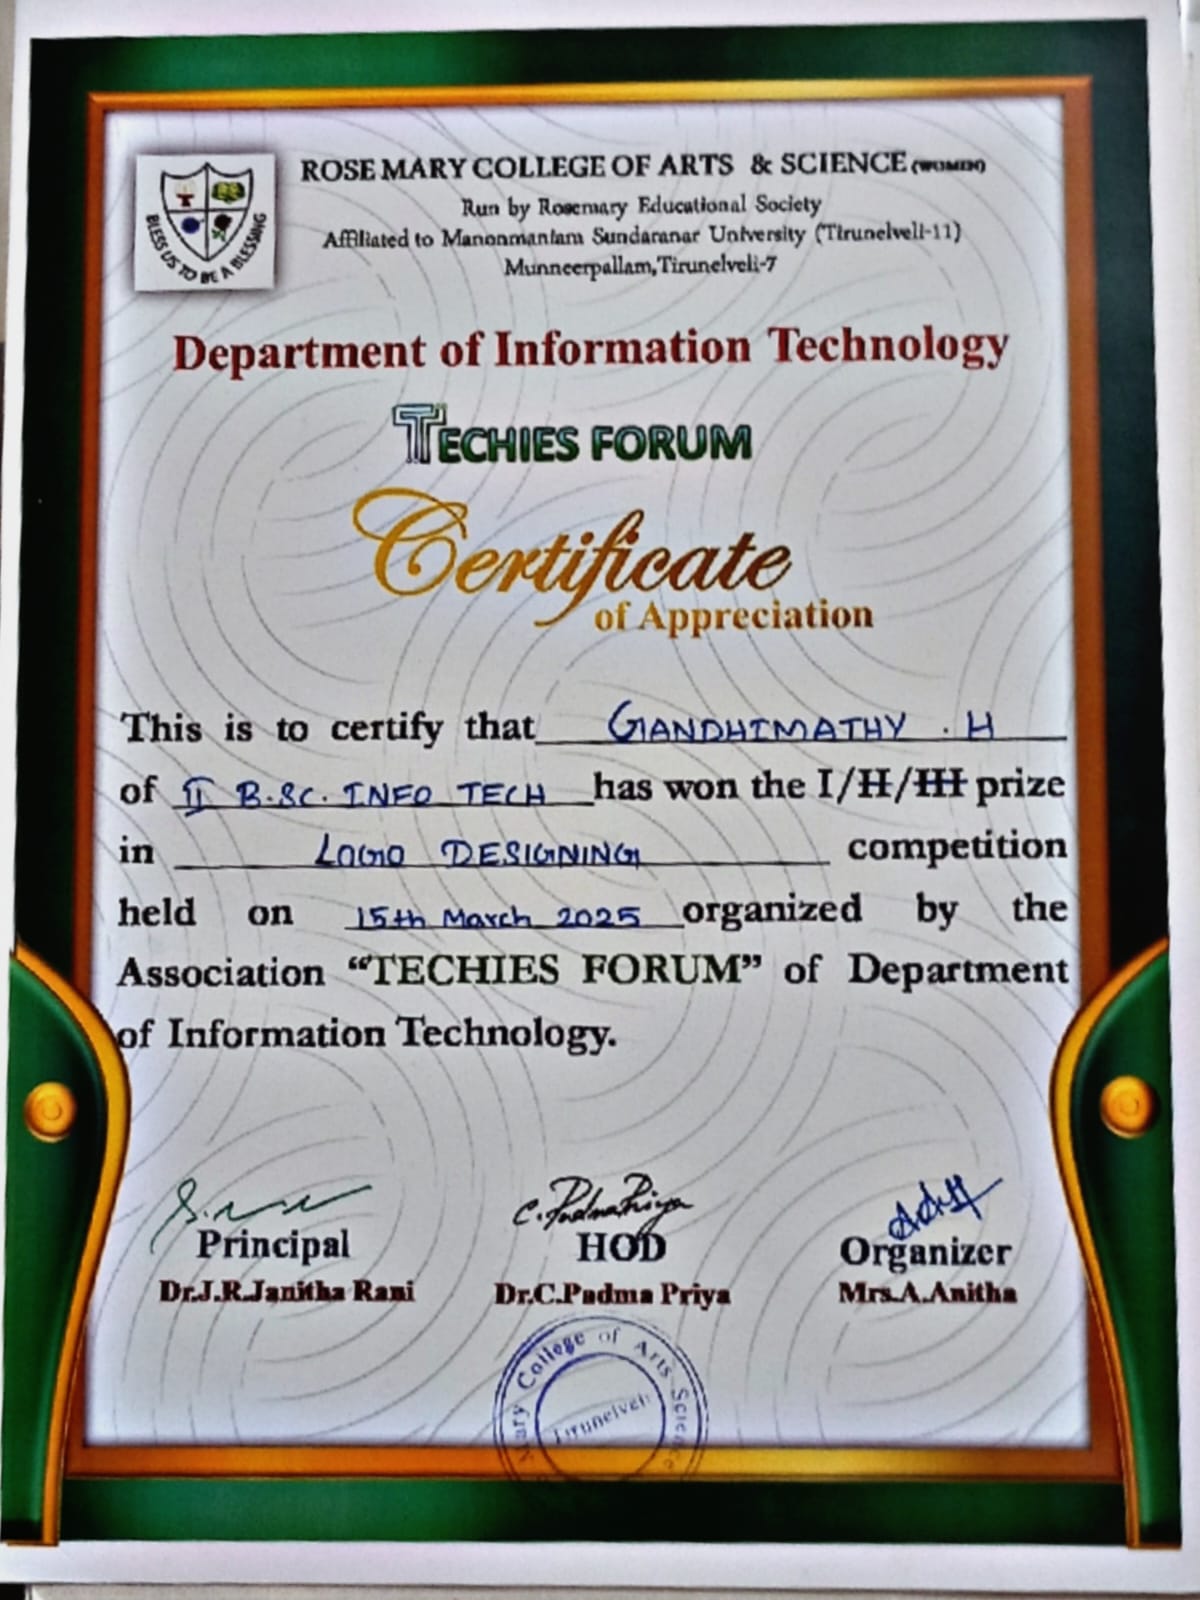 ROSE MARY COLLEGE OF ARTS & SCIENCE (WOMEN)
Run by Rosemary Educational Society
Affiliated to Manonmaniam Sundaranar University (Tirunelveli-11)
Munneerpallam,Tirunelveli-7
BLESS US TO BE A BLESSING
Department of Information Technology
TECHIES FORUM
Certificate
of Appreciation
This is to certify that GANDHIMATHY . H
of II B.SC. INFO TECH has won the I/II/III prize
in LOGO DESIGNING competition
held on 15th March 2025 organized by the
Association “TECHIES FORUM” of Department
of Information Technology.
C. PadmaPriya
Principal HOD Organizer
Dr.J.R.Janitha Rani Dr.C.Padma Priya Mrs.A.Anitha
Mary College of Arts Science
Tirunelveli